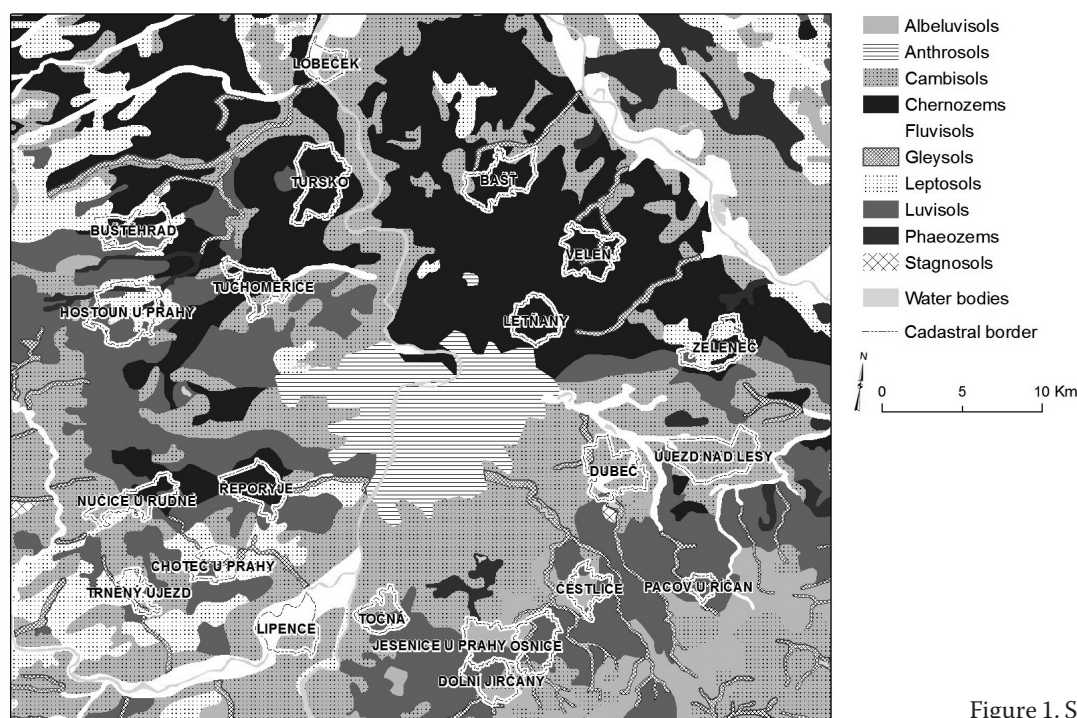 LOBEČEK
TURSKO
BAŠŤ
BUŠTĚHRAD
VELEŇ
TUCHOMĚŘICE
HOSTOUŇ U PRAHY
LETŇANY
ZELENEČ
DUBEČ
ÚJEZD NAD LESY
NUČICE U RUDNÉ
ŘEPORYJE
CHOTEČ U PRAHY
TRNĚNÝ ÚJEZD
ČESTLICE
PACOV U ŘÍČAN
LIPENCE
TOČNÁ
JESENICE U PRAHY OSNICE
DOLNÍ JIRČANY
Albeluvisols
Anthrosols
Cambisols
Chernozems
Fluvisols
Gleysols
Leptosols
Luvisols
Phaeozems
Stagnosols
Water bodies
Cadastral border
N
0 5 10 Km
Figure 1. S